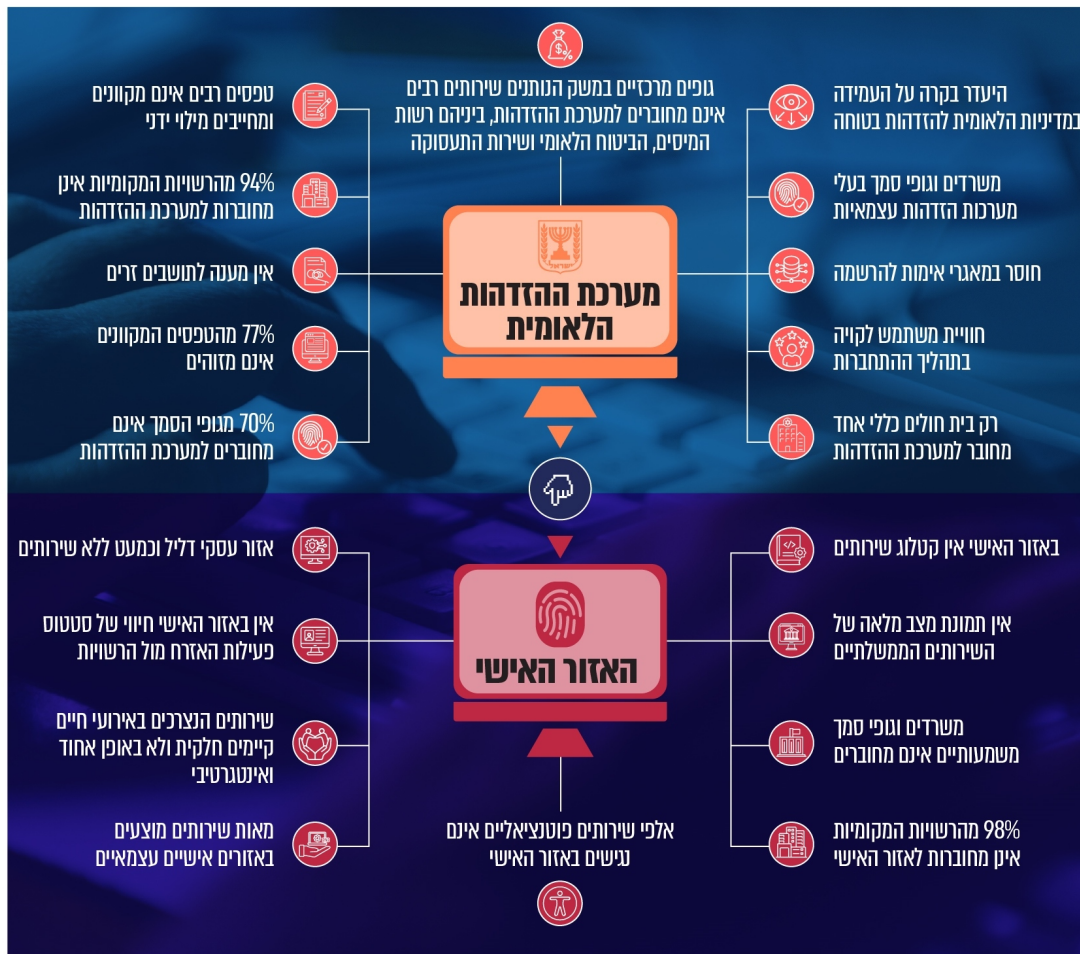 גופים מרכזיים במשק הנותנים שירותים רבים
אינם מחוברים למערכת ההזדהות, ביניהם רשות
המיסים, הביטוח הלאומי ושירות התעסוקה
היעדר בקרה על העמידה
במדיניות הלאומית להזדהות בטוחה
משרדים וגופי סמך בעלי
מערכות הזדהות עצמאיות
חוסר במאגרי אימות להרשמה
חוויית משתמש לקויה
בתהליך ההתחברות
רק בית חולים כללי אחד
מחובר למערכת ההזדהות
ישראל
מערכת ההזדהות
הלאומית
טפסים רבים אינם מקוונים
ומחייבים מילוי ידני
94% מהרשויות המקומיות אינן
מחוברות למערכת ההזדהות
אין מענה לתושבים זרים
77% מהטפסים המקוונים
אינם מזוהים
70% מגופי הסמך אינם
מחוברים למערכת ההזדהות
באזור האישי אין קטלוג שירותים
אין תמונת מצב מלאה של
השירותים הממשלתיים
משרדים וגופי סמך
משמעותיים אינם מחוברים
98% מהרשויות המקומיות
אינן מחוברות לאזור האישי
האזור האישי
אזור עסקי דליל וכמעט ללא שירותים
אין באזור האישי חיווי של סטטוס
פעילות האזרח מול הרשויות
שירותים הנצרכים באירועי חיים
קיימים חלקית ולא באופן אחוד
ואינטגרטיבי
מאות שירותים מוצעים
באזורים אישיים עצמאיים
אלפי שירותים פוטנציאליים אינם
נגישים באזור האישי